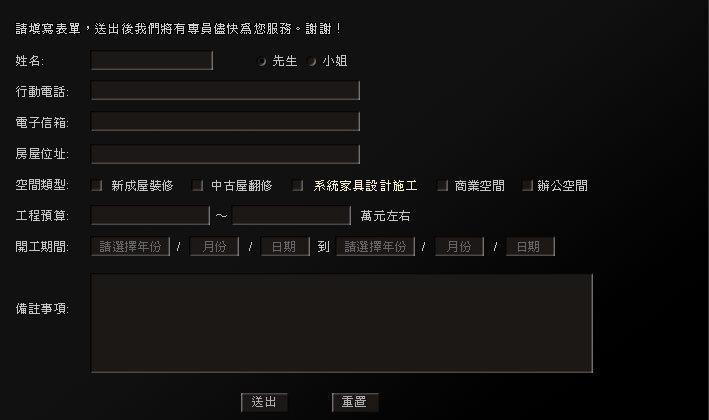 請填寫表單，送出後我們將有專員儘快為您服務。謝謝！
姓名: 先生 小姐
行動電話:
電子信箱:
房屋位址:
空間類型: 新成屋裝修 中古屋翻修 系統家具設計施工 商業空間 辦公空間
工程預算: ～ 萬元左右
開工期間: 請選擇年份 / 月份 / 日期 到 請選擇年份 / 月份 / 日期
備註事項:
送出 重置